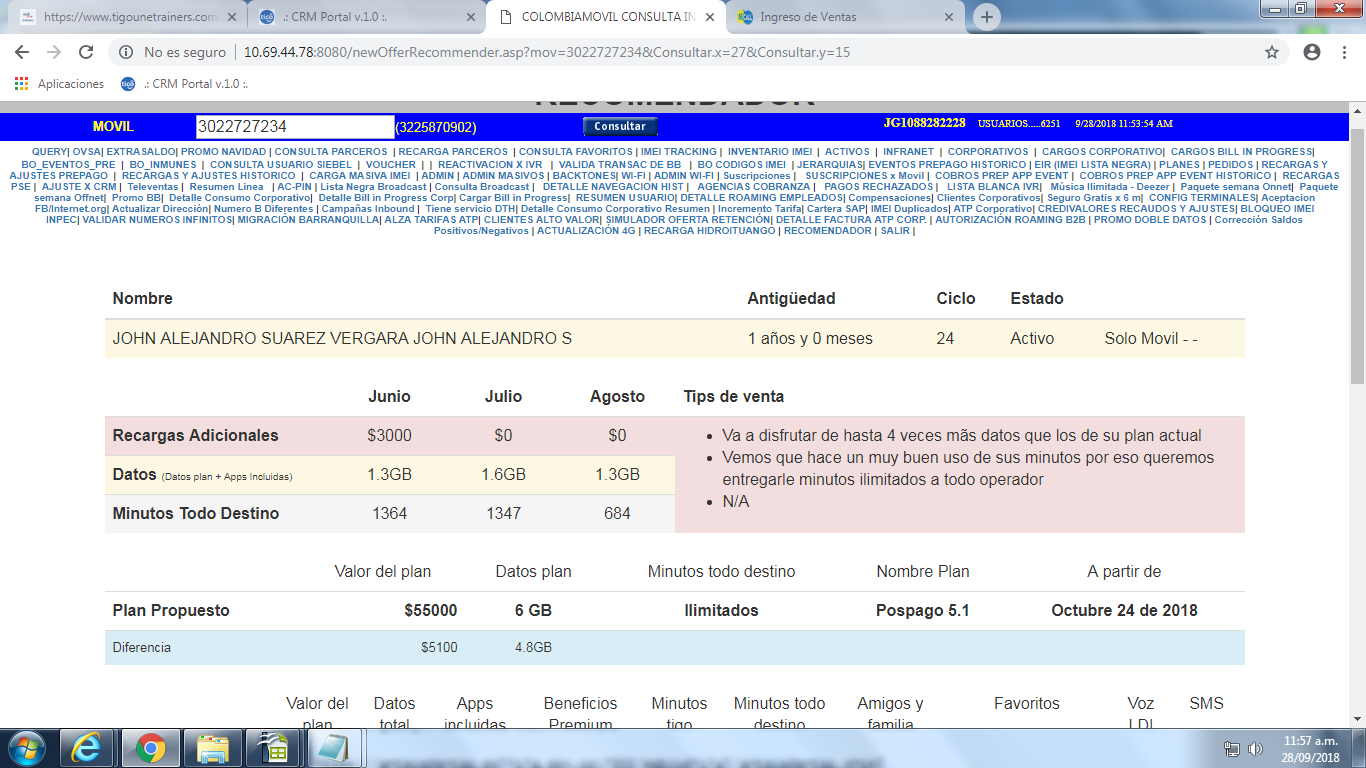 https://www.tigounetrainers.com
.: CRM Portal v.1.0 :.
COLOMBIAMOVIL CONSULTA IN
Ingreso de Ventas
No es seguro
10.69.44.78:8080/newOfferRecommender.asp?mov=3022727234&Consultar.x=27&Consultar.y=15
Aplicaciones
.: CRM Portal v.1.0 :.
RECOMENDADOR
MOVIL 3022727234 (3225870902) Consultar JG1088282228 USUARIOS.....6251 9/28/2018 11:53:54 AM
QUERY| OVSA| EXTRASALDO| PROMO NAVIDAD | CONSULTA PARCEROS | RECARGA PARCEROS | CONSULTA FAVORITOS | IMEI TRACKING | INVENTARIO IMEI | ACTIVOS | INFRANET | CORPORATIVOS | CARGOS CORPORATIVO| CARGOS BILL IN PROGRESS|
BO_EVENTOS_PRE | BO_INMUNES | CONSULTA USUARIO SIEBEL | VOUCHER | | REACTIVACION X IVR | VALIDA TRANSAC DE BB | BO CODIGOS IMEI | JERARQUIAS| EVENTOS PREPAGO HISTORICO | EIR (IMEI LISTA NEGRA) | PLANES | PEDIDOS | RECARGAS Y
AJUSTES PREPAGO | RECARGAS Y AJUSTES HISTORICO | CARGA MASIVA IMEI | ADMIN | ADMIN MASIVOS | BACKTONES| WI-FI | ADMIN WI-FI | Suscripciones | SUSCRIPCIONES x Movil | COBROS PREP APP EVENT | COBROS PREP APP EVENT HISTORICO | RECARGAS
PSE | AJUSTE X CRM | Televentas | Resumen Linea | AC-PIN | Lista Negra Broadcast | Consulta Broadcast | DETALLE NAVEGACION HIST | AGENCIAS COBRANZA | PAGOS RECHAZADOS | LISTA BLANCA IVR| Música Ilimitada - Deezer | Paquete semana Onnet| Paquete
semana Offnet| Promo BB| Detalle Consumo Corporativo| Detalle Bill in Progress Corp| Cargar Bill in Progress| RESUMEN USUARIO| DETALLE ROAMING EMPLEADOS| Compensaciones| Clientes Corporativos| Seguro Gratis x 6 m| CONFIG TERMINALES| Aceptacion
FB/Internet.org| Actualizar Dirección| Numero B Diferentes | Campañas Inbound | Tiene servicio DTH| Detalle Consumo Corporativo Resumen | Incremento Tarifa| Cartera SAP| IMEI Duplicados| ATP Corporativo| CREDIVALORES RECAUDOS Y AJUSTES| BLOQUEO IMEI
INPEC| VALIDAR NUMEROS INFINITOS| MIGRACIÓN BARRANQUILLA| ALZA TARIFAS ATP| CLIENTES ALTO VALOR| SIMULADOR OFERTA RETENCIÓN| DETALLE FACTURA ATP CORP. | AUTORIZACIÓN ROAMING B2B | PROMO DOBLE DATOS | Corrección Saldos
Positivos/Negativos | ACTUALIZACIÓN 4G | RECARGA HIDROITUANGO | RECOMENDADOR | SALIR |
Nombre Antigüedad Ciclo Estado
JOHN ALEJANDRO SUAREZ VERGARA JOHN ALEJANDRO S 1 años y 0 meses 24 Activo Solo Movil - -
Junio Julio Agosto Tips de venta
Recargas Adicionales $3000 $0 $0
Datos (Datos plan + Apps Incluidas) 1.3GB 1.6GB 1.3GB
Minutos Todo Destino 1364 1347 684
• Va a disfrutar de hasta 4 veces mãs datos que los de su plan actual
• Vemos que hace un muy buen uso de sus minutos por eso queremos
entregarle minutos ilimitados a todo operador
• N/A
Valor del plan Datos plan Minutos todo destino Nombre Plan A partir de
Plan Propuesto $55000 6 GB Ilimitados Pospago 5.1 Octubre 24 de 2018
Diferencia $5100 4.8GB
Valor del Datos Apps Beneficios Minutos Minutos todo Amigos y Favoritos Voz SMS
plan total incluidas Premium tigo destino familia LDI
11:57 a.m.
28/09/2018